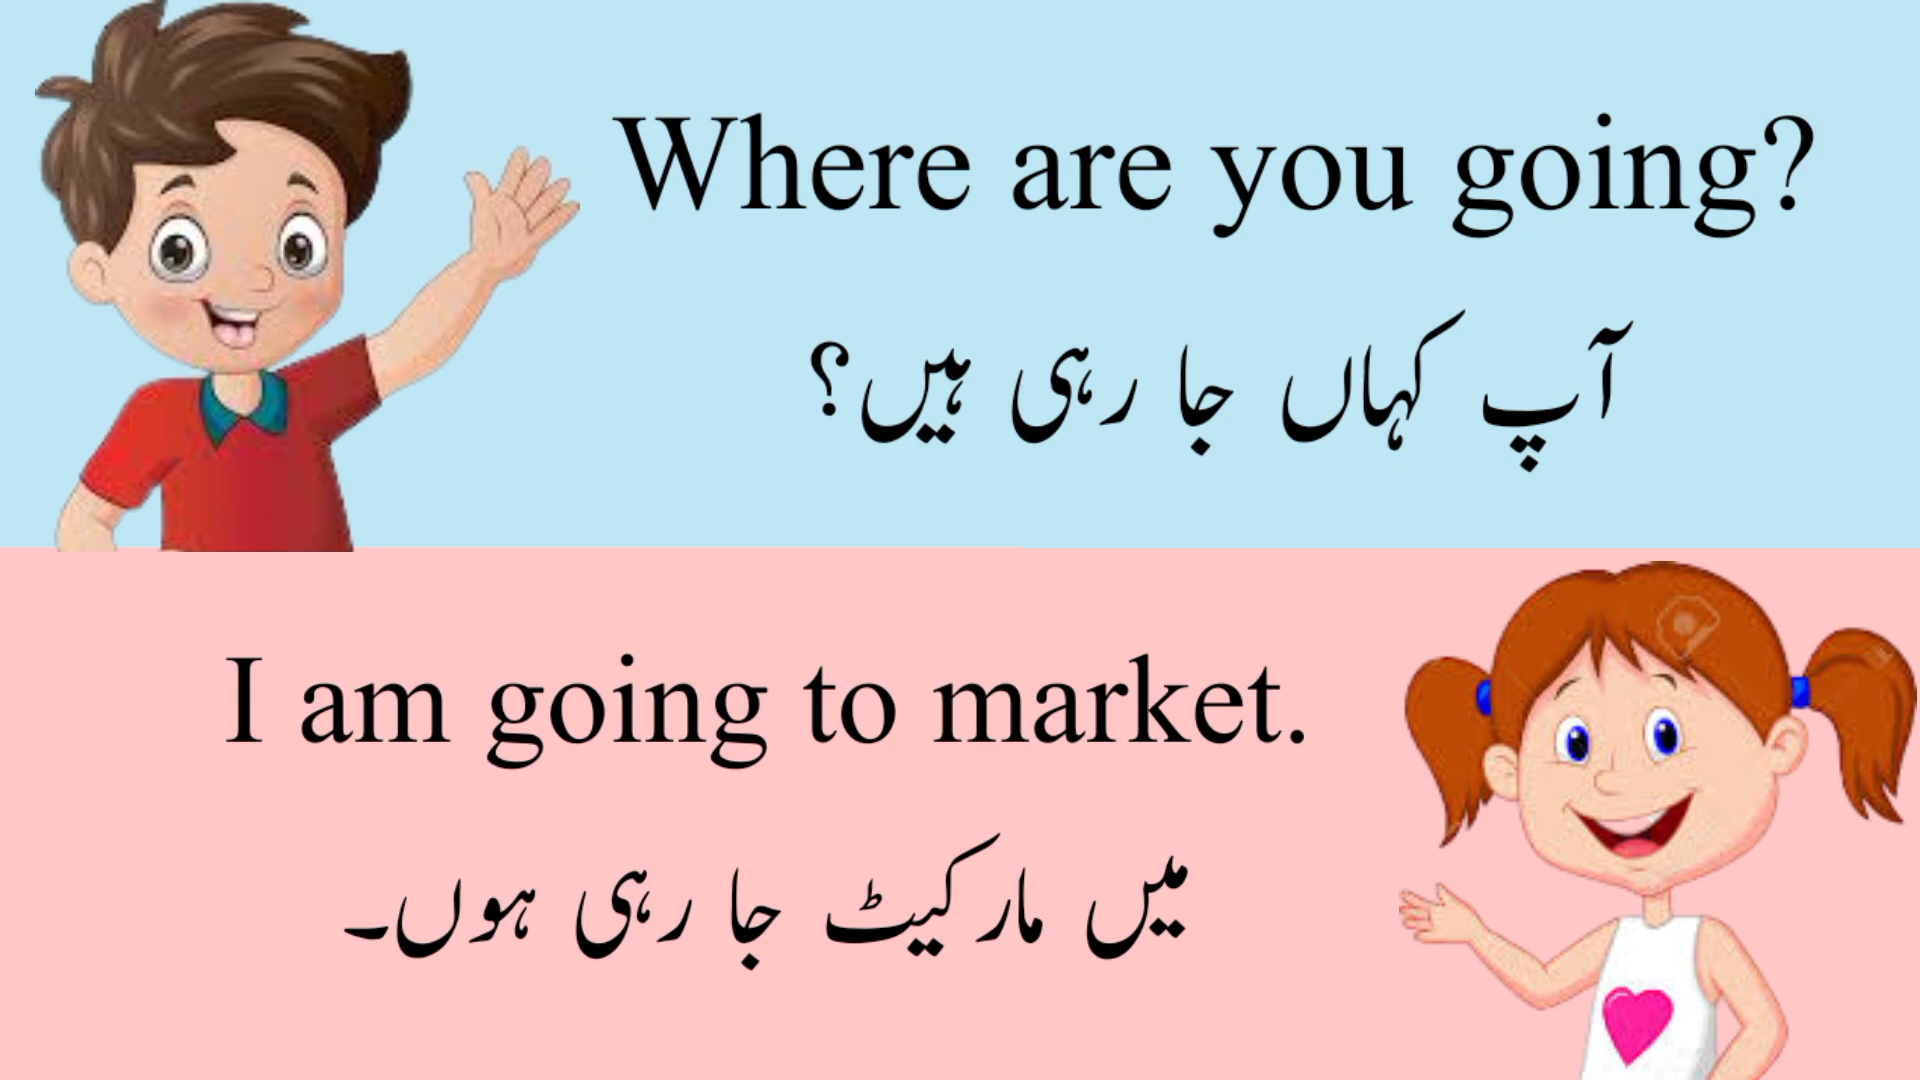 Where are you going?
آپ کہاں جا رہی ہیں؟
I am going to market.
میں مارکیٹ جا رہی ہوں۔